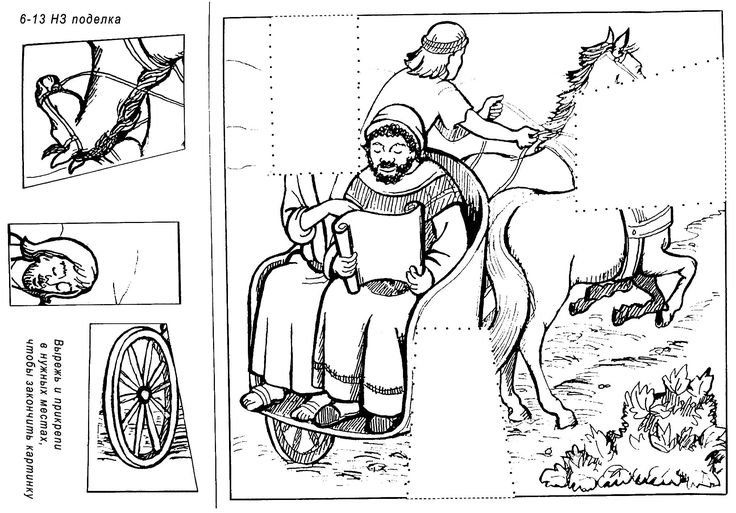 6-13 НЗ поделка
Вырежь и прикрепи
в нужных местах,
чтобы закончить картинку